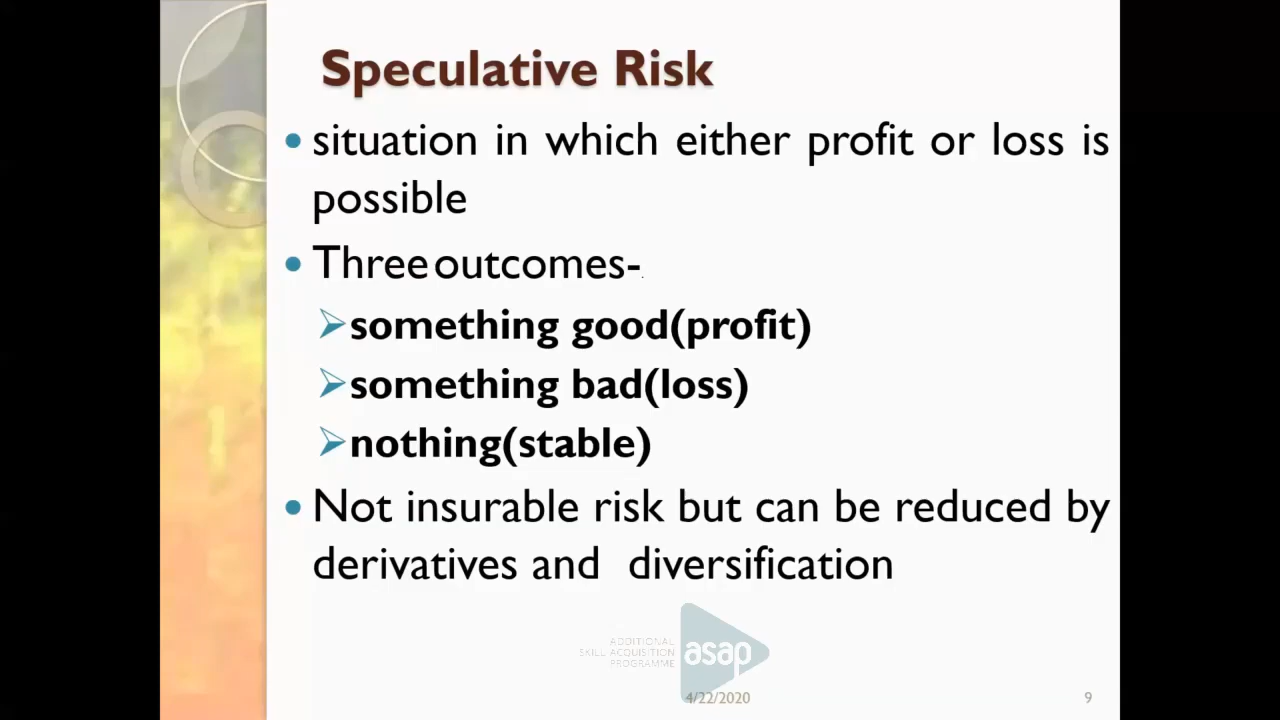 Speculative Risk
• situation in which either profit or loss is
possible
• Three outcomes-
➢something good(profit)
➢something bad(loss)
➢nothing(stable)
• Not insurable risk but can be reduced by
derivatives and diversification
ADDITIONAL
SKILL ACQUISITION
PROGRAMME
asap
4/22/2020
9